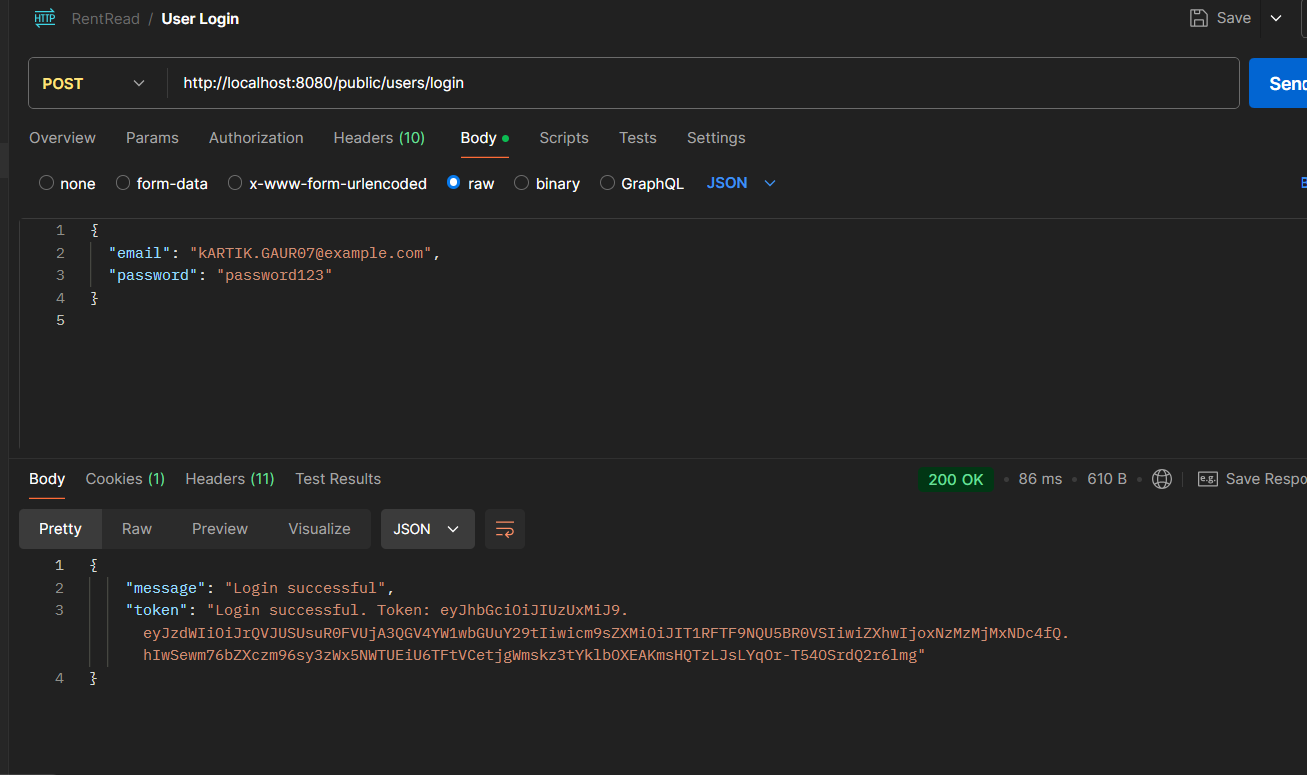 HTTP RentRead / User Login Save
POST http://localhost:8080/public/users/login Send
Overview Params Authorization Headers (10) Body Scripts Tests Settings
none form-data x-www-form-urlencoded raw binary GraphQL JSON B
1 {
2 "email": "kARTIK.GAUR07@example.com",
3 "password": "password123"
4 }
5
Body Cookies (1) Headers (11) Test Results 200 OK 86 ms 610 B e.g. Save Respo
Pretty Raw Preview Visualize JSON
1 {
2 "message": "Login successful",
3 "token": "Login successful. Token: eyJhbGciOiJIUzUxMiJ9.
eyJzdWIiOiJrQVJUSUsuR0FVUjA3QGV4YW1wbGUuY29tIiwicm9sZXMiOiJIT1RFTF9NQU5BR0VSIiwiZXhwIjoxNzMzMjMxNDc4fQ.
hIwSewm76bZXczm96sy3zWx5NWTUEiU6TFtVCetjgWmskz3tYklbOXEAKmsHQTzLJsLYqOr-T54OSrdQ2r6lmg"
4 }